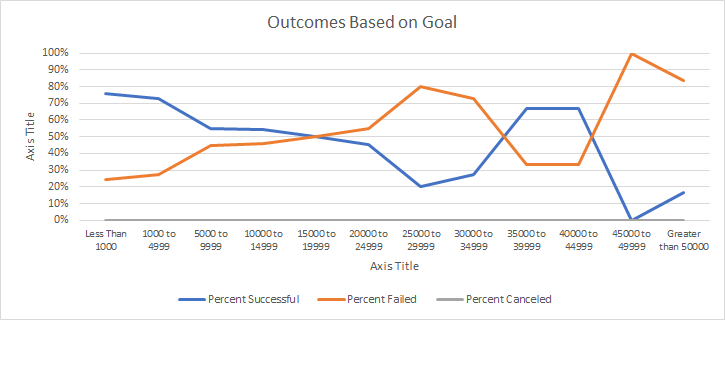 Outcomes Based on Goal
100%
90%
80%
70%
60%
50%
40%
30%
20%
10%
0%
Axis Title
Less Than 1000
1000 to 4999
5000 to 9999
10000 to 14999
15000 to 19999
20000 to 24999
25000 to 29999
30000 to 34999
35000 to 39999
40000 to 44999
45000 to 49999
Greater than 50000
Axis Title
Percent Successful
Percent Failed
Percent Canceled